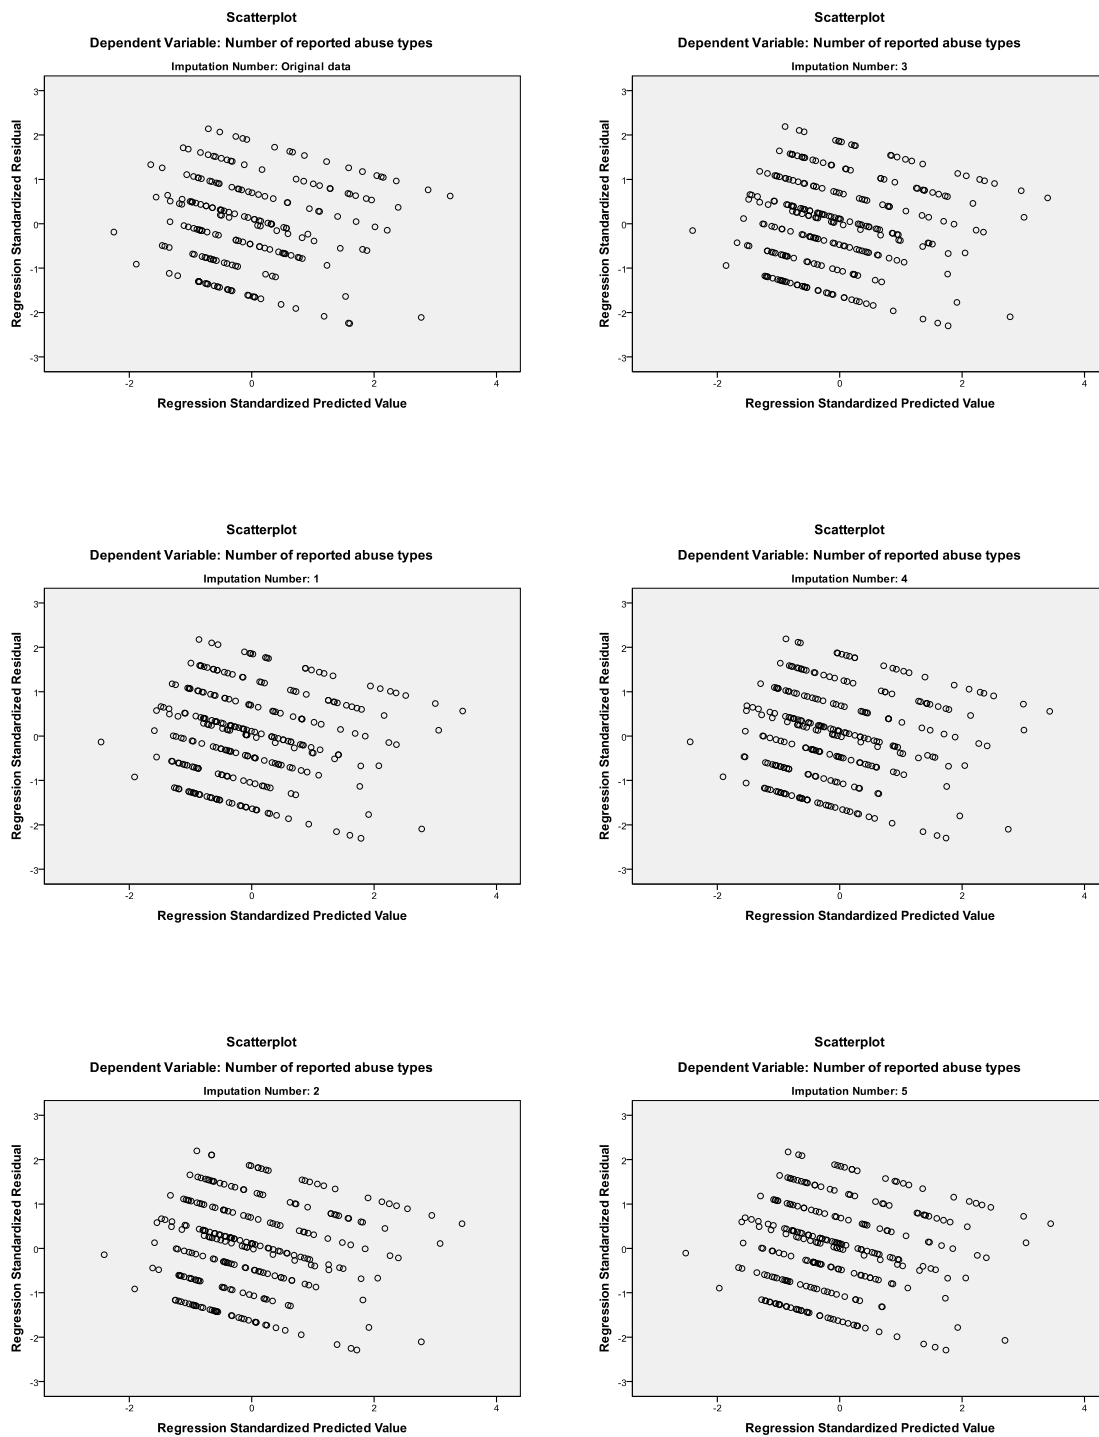 Scatterplot
Dependent Variable: Number of reported abuse types
Imputation Number: Original data
Regression Standardized Residual
3
2
1
0
-1
-2
-3
-2
0
2
4
Regression Standardized Predicted Value
Scatterplot
Dependent Variable: Number of reported abuse types
Imputation Number: 3
Regression Standardized Residual
3
2
1
0
-1
-2
-3
-2
0
2
4
Regression Standardized Predicted Value
Scatterplot
Dependent Variable: Number of reported abuse types
Imputation Number: 1
Regression Standardized Residual
3
2
1
0
-1
-2
-3
-2
0
2
4
Regression Standardized Predicted Value
Scatterplot
Dependent Variable: Number of reported abuse types
Imputation Number: 4
Regression Standardized Residual
3
2
1
0
-1
-2
-3
-2
0
2
4
Regression Standardized Predicted Value
Scatterplot
Dependent Variable: Number of reported abuse types
Imputation Number: 2
Regression Standardized Residual
3
2
1
0
-1
-2
-3
-2
0
2
4
Regression Standardized Predicted Value
Scatterplot
Dependent Variable: Number of reported abuse types
Imputation Number: 5
Regression Standardized Residual
3
2
1
0
-1
-2
-3
-2
0
2
4
Regression Standardized Predicted Value